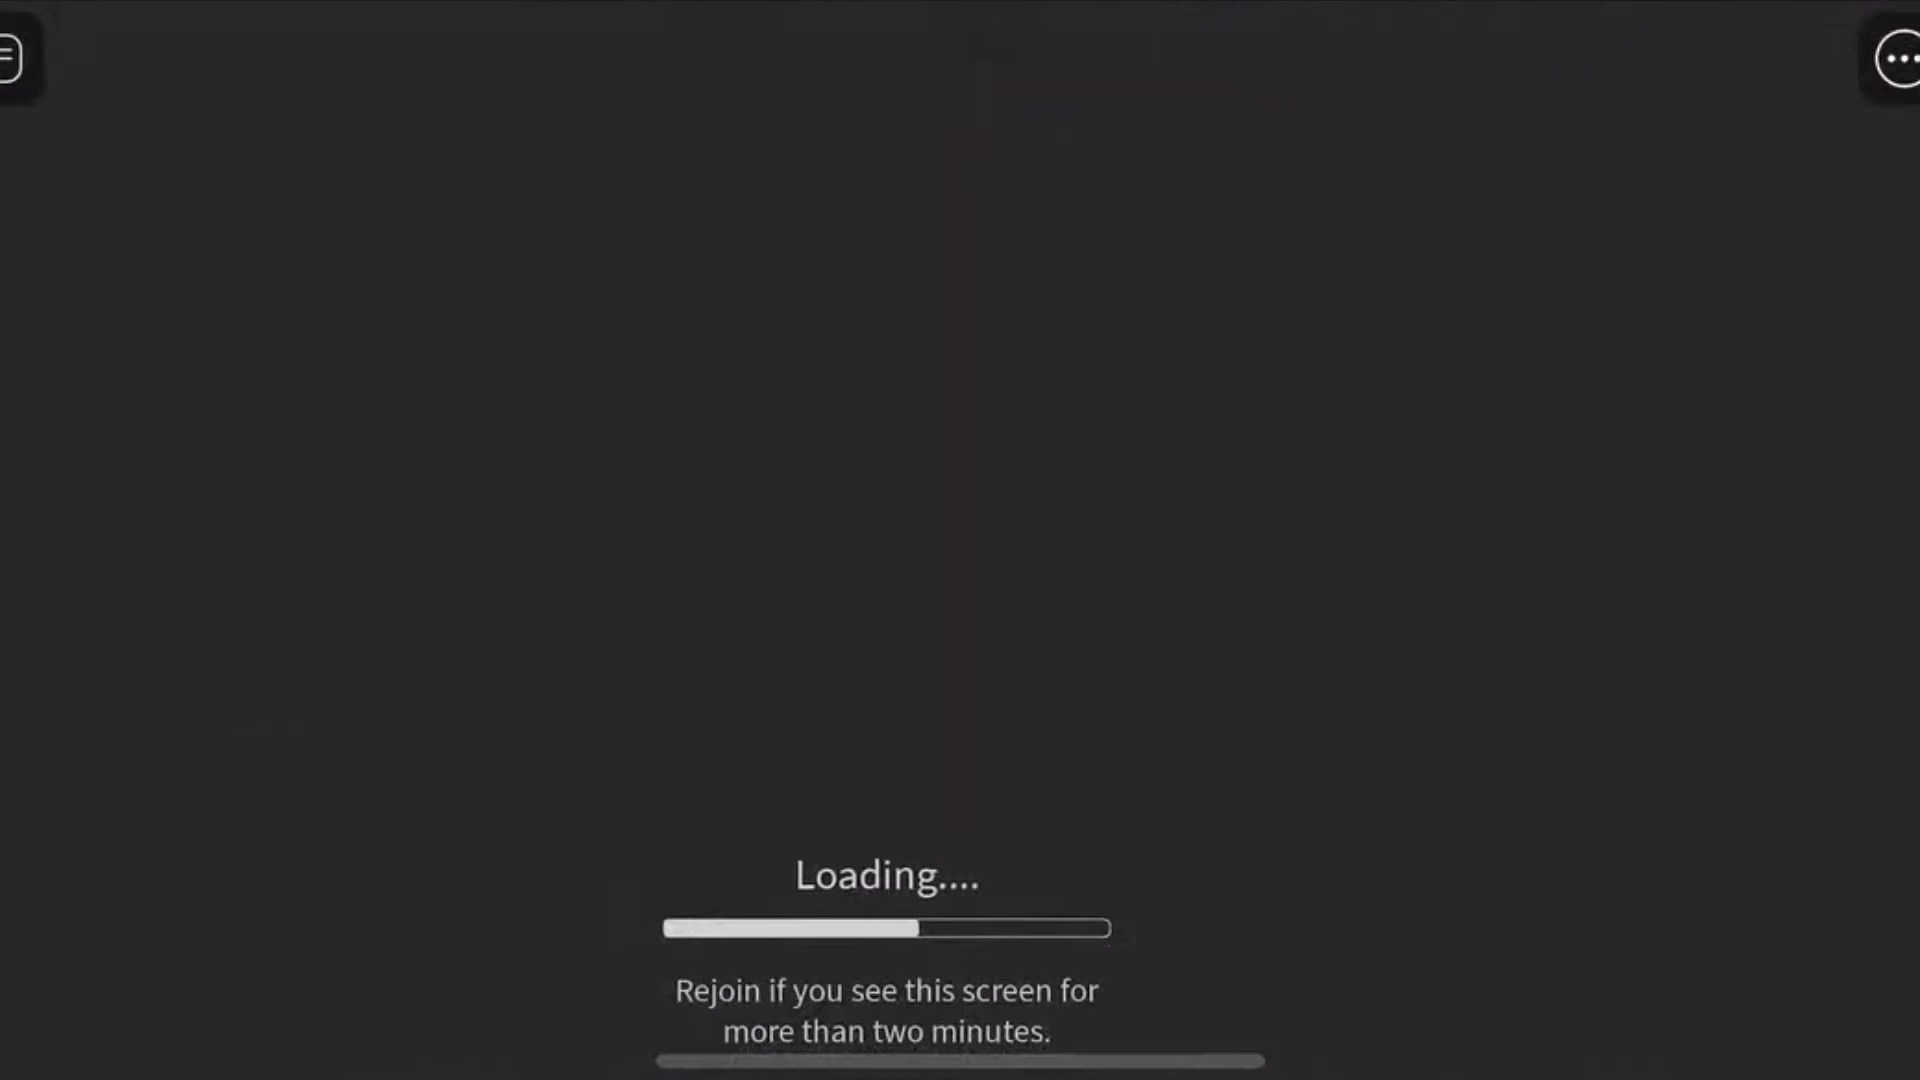 Loading....
Rejoin if you see this screen for
more than two minutes.